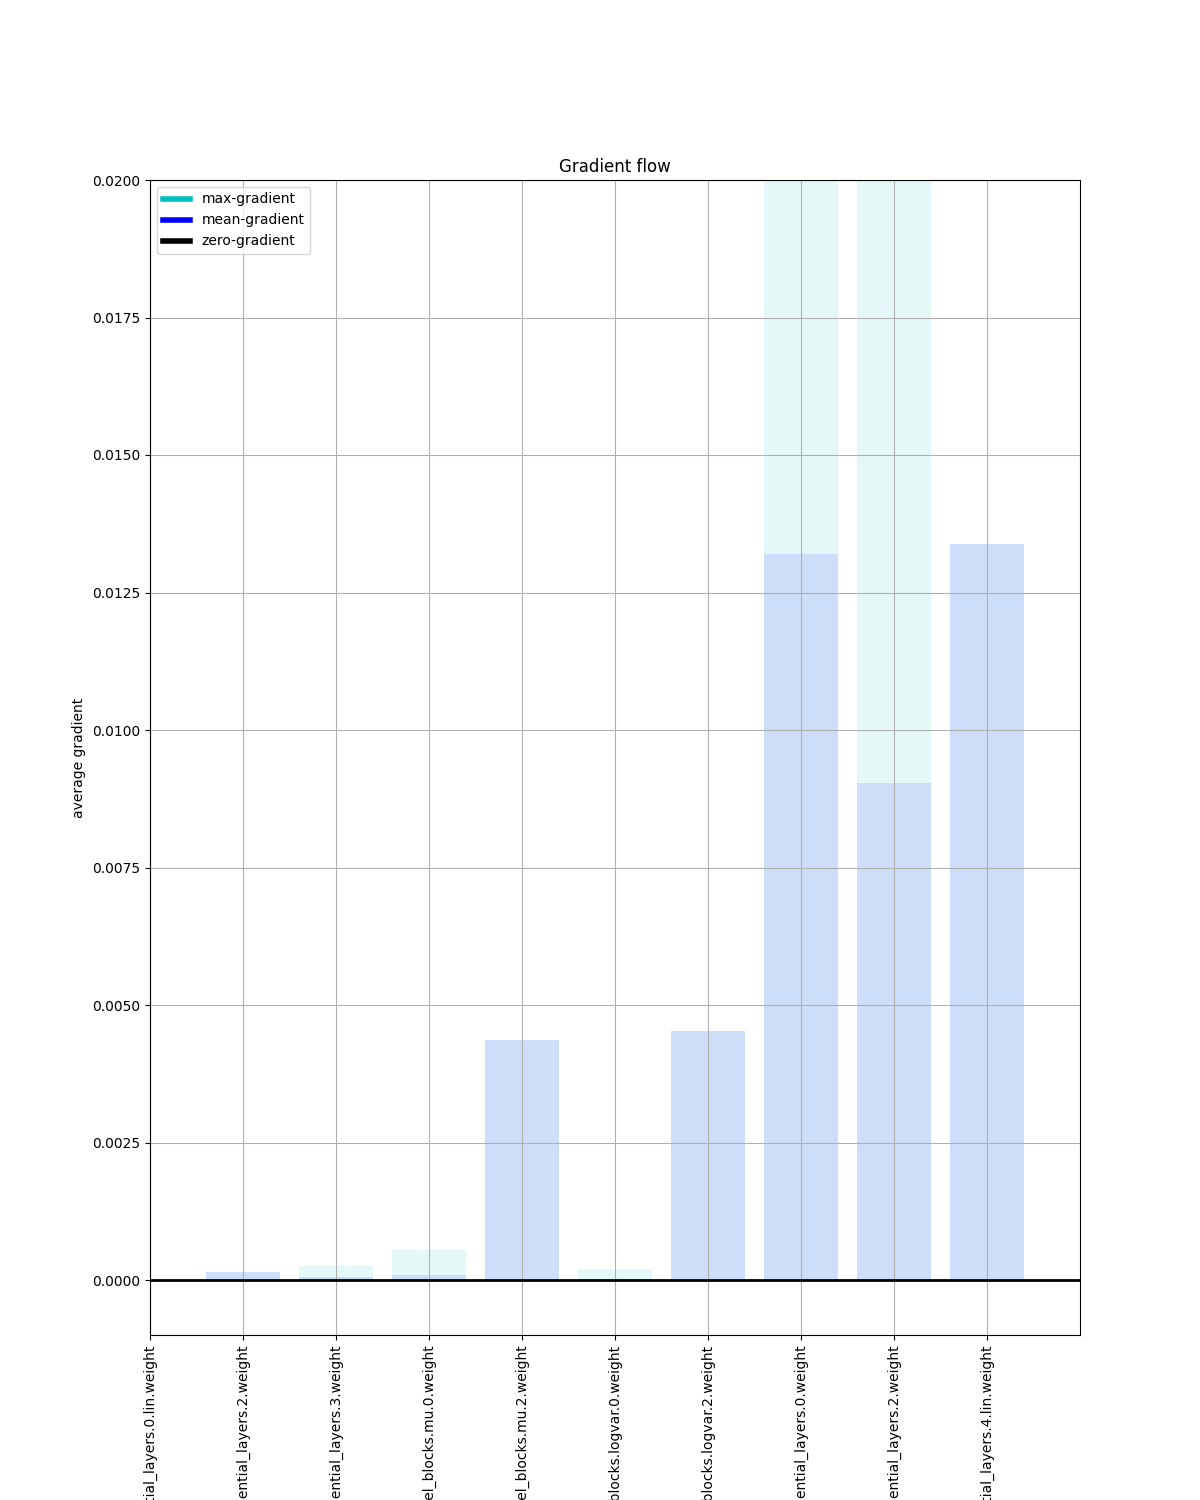 Gradient flow
max-gradient
mean-gradient
zero-gradient
0.0200
0.0175
0.0150
0.0125
0.0100
0.0075
0.0050
0.0025
0.0000
average gradient
tial_layers.0.lin.weight
ential_layers.2.weight
ential_layers.3.weight
el_blocks.mu.0.weight
el_blocks.mu.2.weight
blocks.logvar.0.weight
blocks.logvar.2.weight
ential_layers.0.weight
ential_layers.2.weight
tial_layers.4.lin.weight